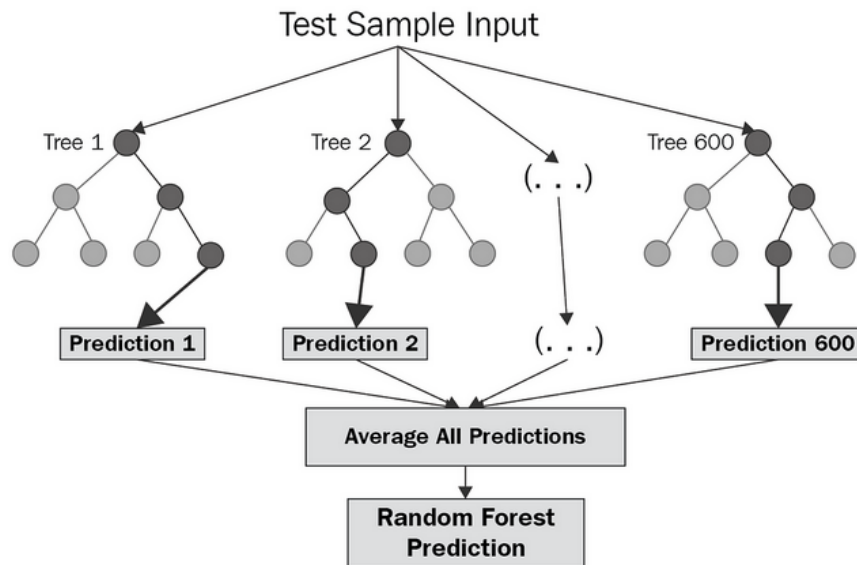 Test Sample Input
Tree 1
Tree 2
Tree 600
(. . .)
Prediction 1
Prediction 2
(. . .)
Prediction 600
Average All Predictions
Random Forest
Prediction